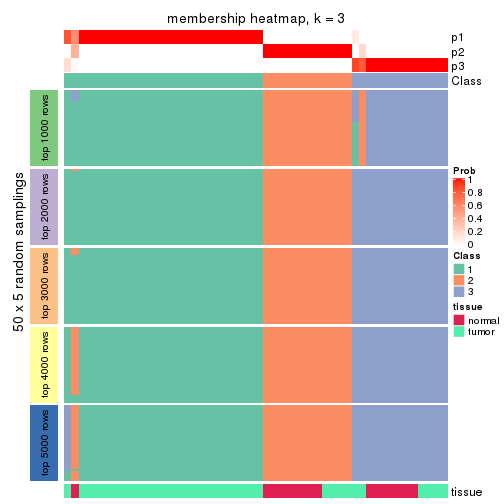 membership heatmap, k = 3
p1
p2
p3
Class
50 x 5 random samplings
top 1000 rows
top 2000 rows
top 3000 rows
top 4000 rows
top 5000 rows
Prob
1
0.8
0.6
0.4
0.2
0
Class
1
2
3
tissue
normal
tumor
tissue